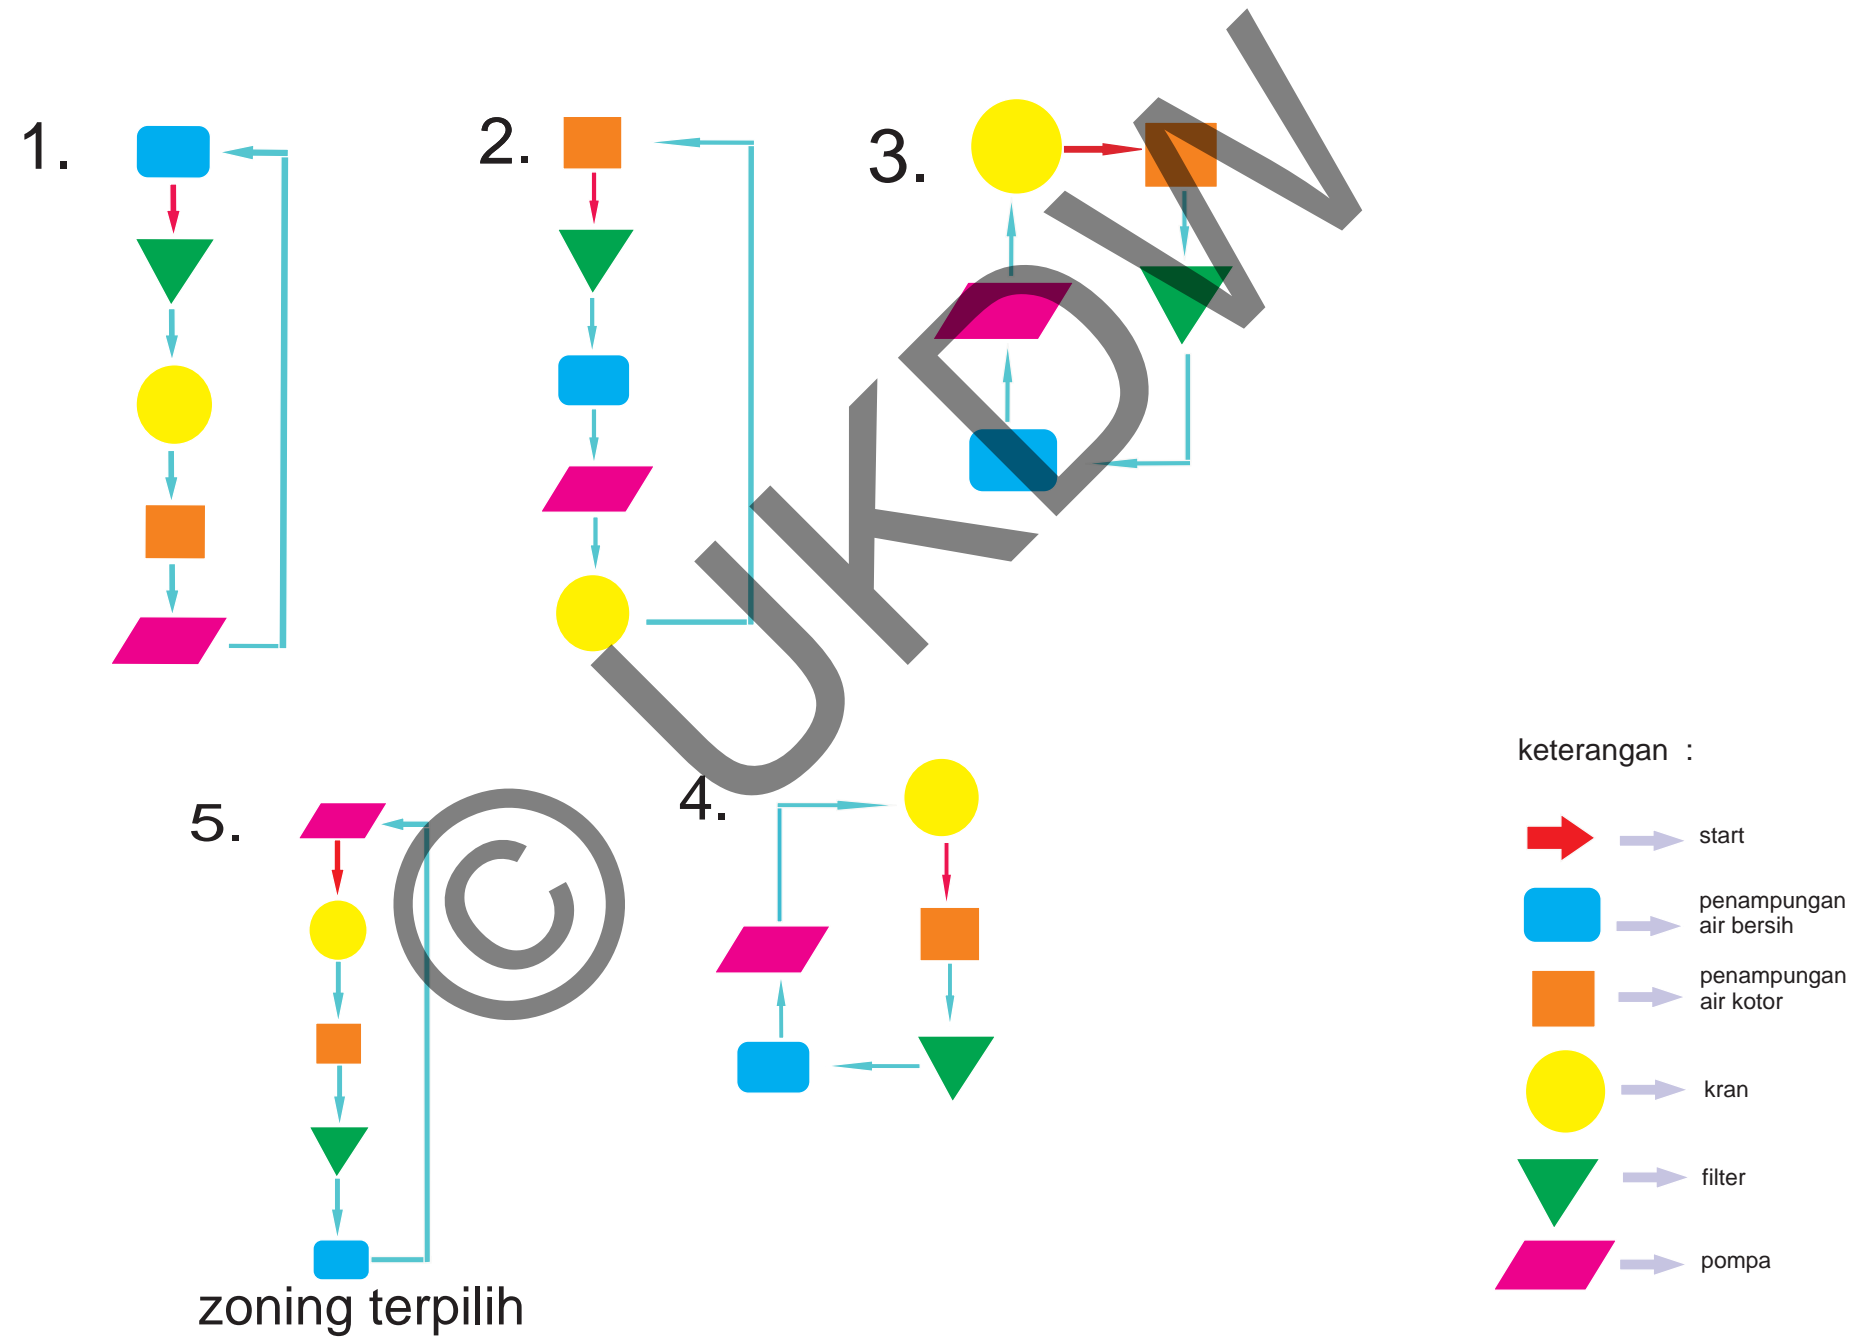 1.
2.
3.
5.
4.
zoning terpilih
keterangan :
start
penampungan
air bersih
penampungan
air kotor
kran
filter
pompa
© UKDW